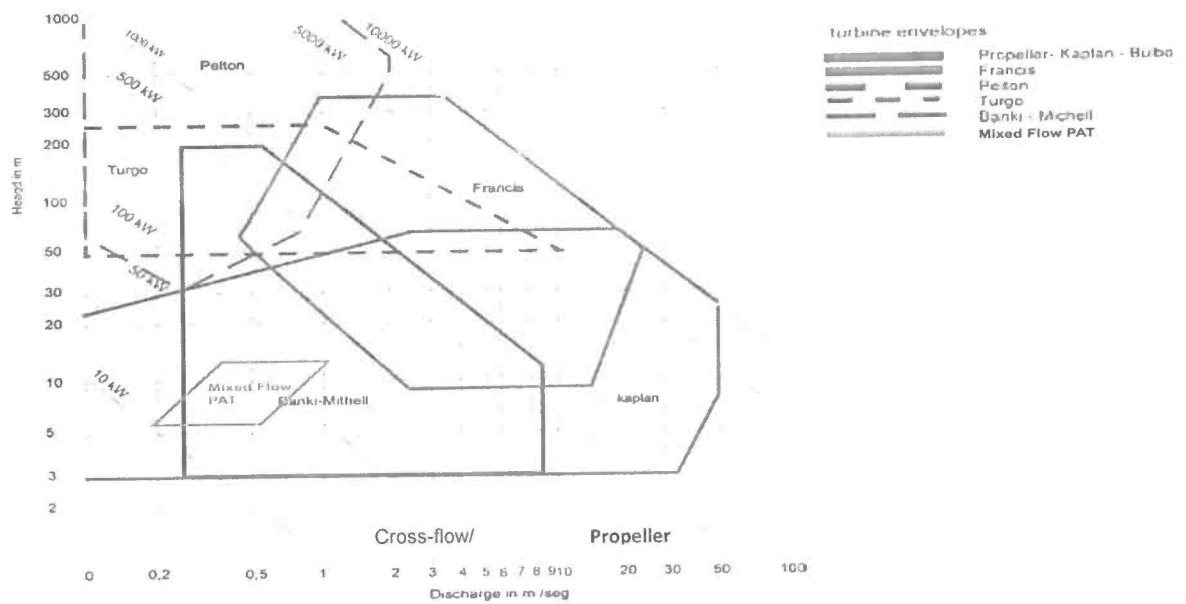 1000
500
300
200
100
50
30
20
10
5
3
2
Heagd in m
1000 kW
500 kW
100 kW
50 kW
10 kW
5000 kW
10000 kW
Pelton
Turgo
Francis
Mixed Flow
PAT
Banki-Mithell
kaplan
Cross-flow/ Propeller
0 0,2 0,5 1 2 3 4 5 6 7 8 910 20 30 50 100
Discharge in m /seg
turbine envelopes
Propeller- Kaplan - Bulbo
Francis
Pelton
Turgo
Banki - Michell
Mixed Flow PAT